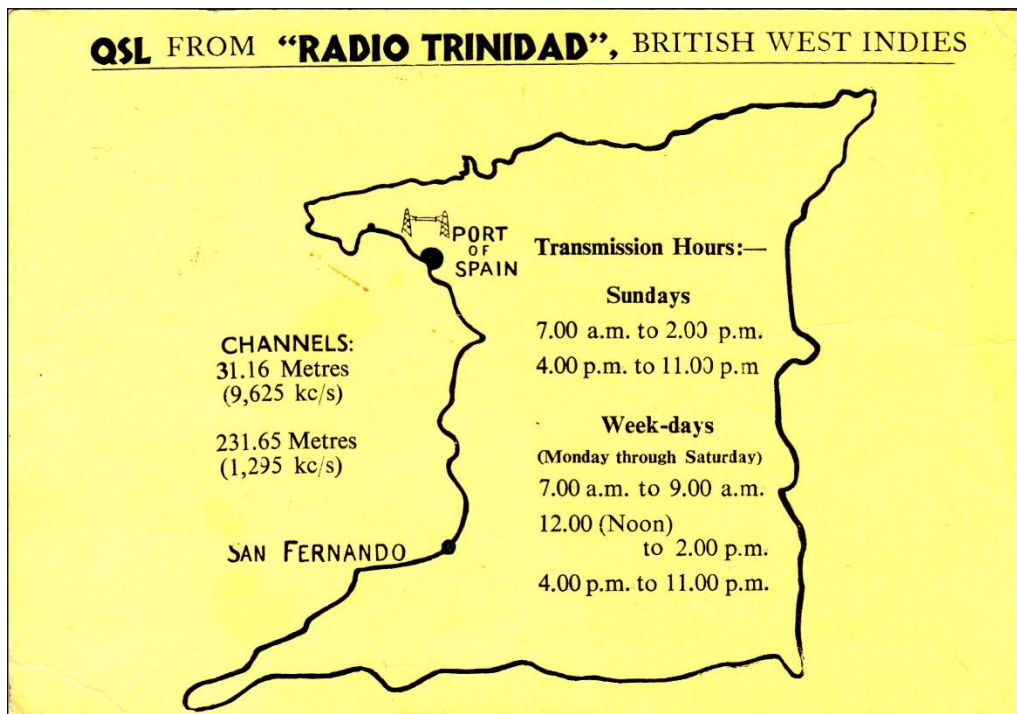 QSL FROM "RADIO TRINIDAD", BRITISH WEST INDIES
PORT
OF
SPAIN
CHANNELS:
31.16 Metres
(9,625 kc/s)
231.65 Metres
(1,295 kc/s)
SAN FERNANDO
Transmission Hours:—
Sundays
7.00 a.m. to 2.00 p.m.
4.00 p.m. to 11.00 p.m
Week-days
(Monday through Saturday)
7.00 a.m. to 9.00 a.m.
12.00 (Noon)
to 2.00 p.m.
4.00 p.m. to 11.00 p.m.